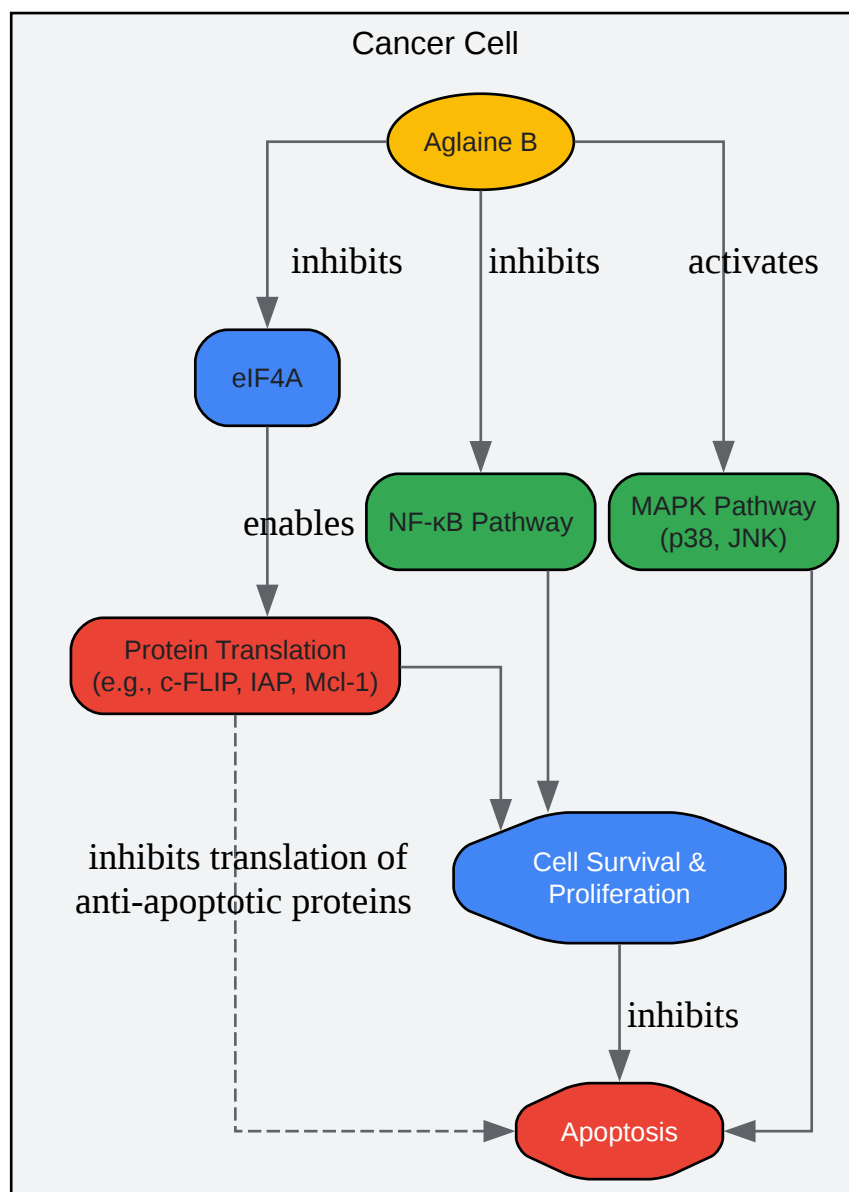 Cancer Cell
Aglaine B
inhibits
inhibits
activates
eIF4A
enables
NF-κB Pathway
MAPK Pathway
(p38, JNK)
Protein Translation
(e.g., c-FLIP, IAP, Mcl-1)
inhibits translation of
anti-apoptotic proteins
Cell Survival &
Proliferation
inhibits
Apoptosis